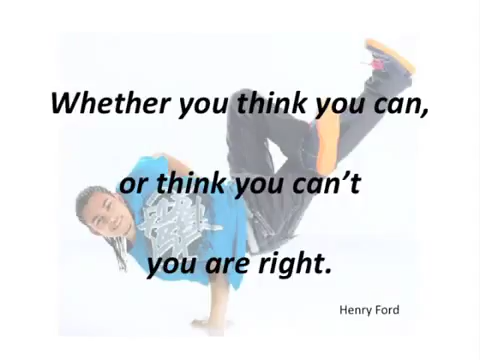 Whether you think you can,
or think you can't
you are right.
Henry Ford